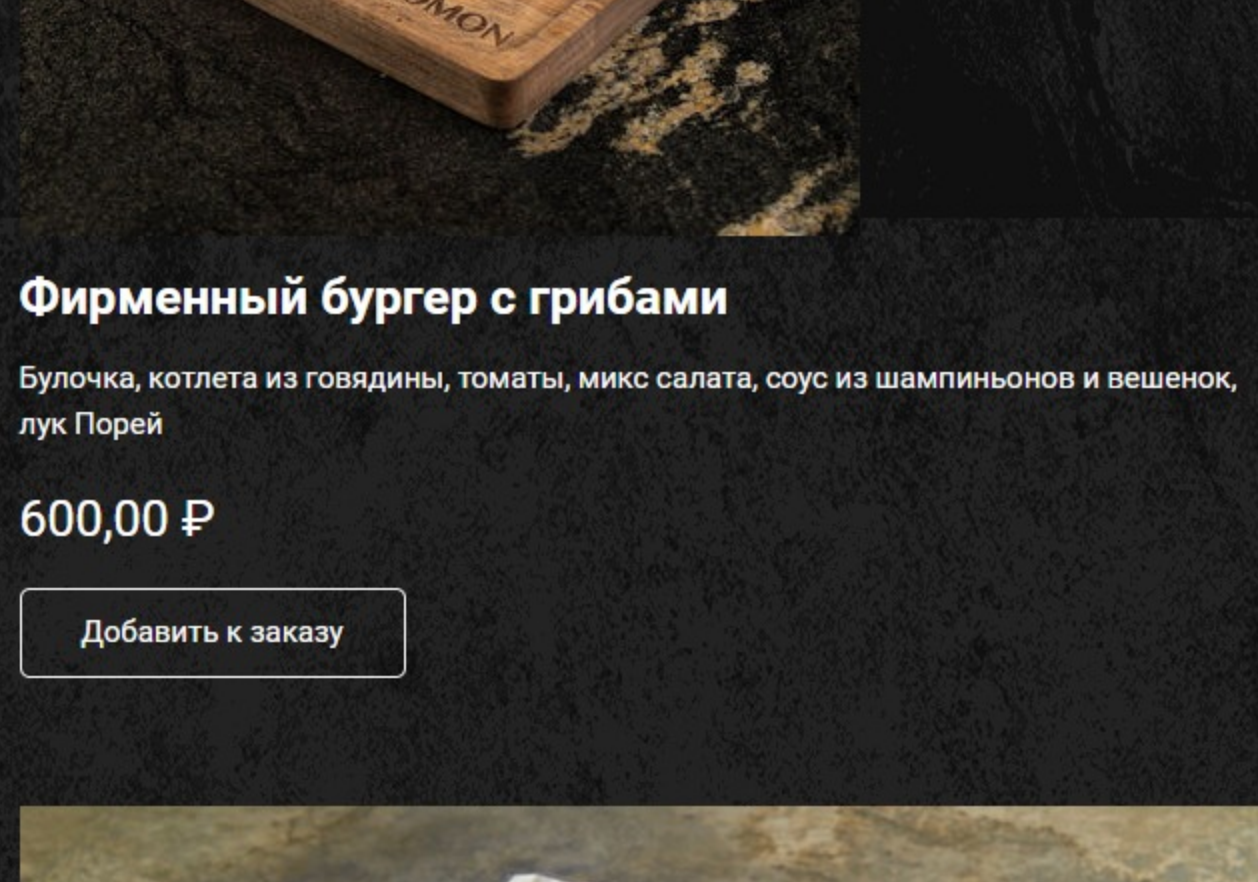 OMON
Фирменный бургер с грибами
Булочка, котлета из говядины, томаты, микс салата, соус из шампиньонов и вешенок,
лук Порей
600,00 ₽
Добавить к заказу